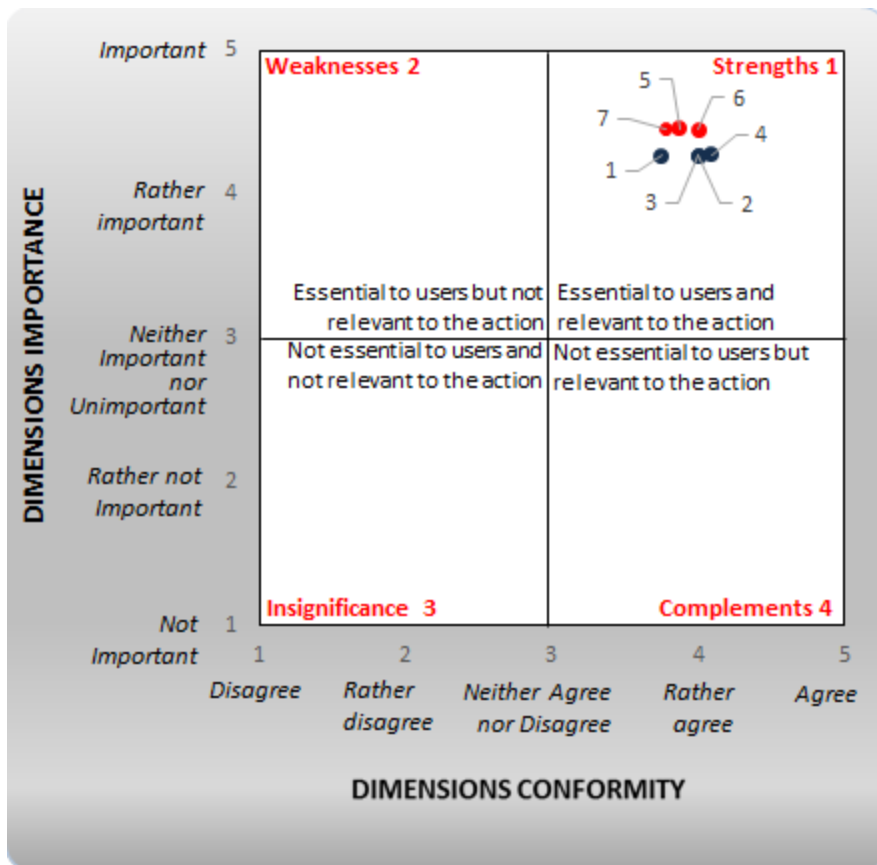 Important 5
Weaknesses 2
Strengths 1
5
6
7
4
1
3
2
Rather 4
important
DIMENSIONS IMPORTANCE
Essential to users but not
relevant to the action
Essential to users and
relevant to the action
Neither 3
Important
nor
Unimportant
Not essential to users and
not relevant to the action
Not essential to users but
relevant to the action
Rather not 2
Important
Insignificance 3
Complements 4
Not 1
Important
1 2 3 4 5
Disagree
Rather
disagree
Neither Agree
nor Disagree
Rather
agree
Agree
DIMENSIONS CONFORMITY